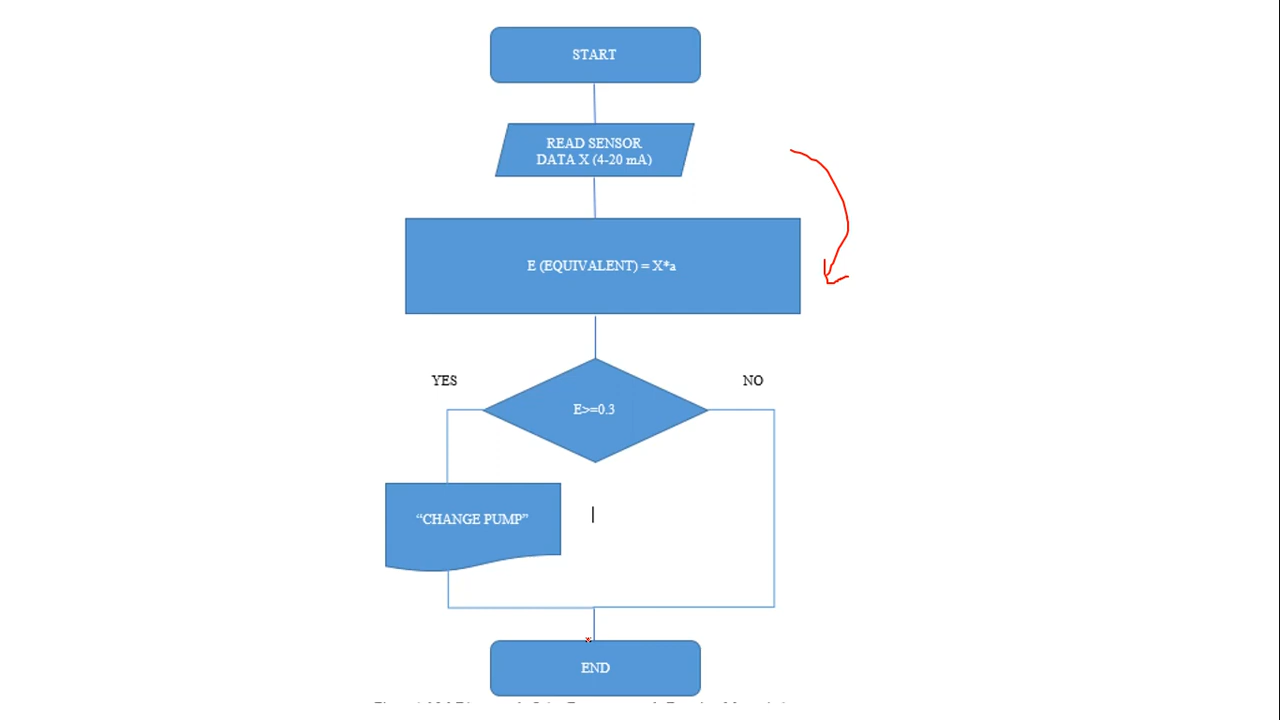 START
READ SENSOR
DATA X (4-20 mA)
E (EQUIVALENT) = X*a
YES
NO
E>=0.3
“CHANGE PUMP”
END